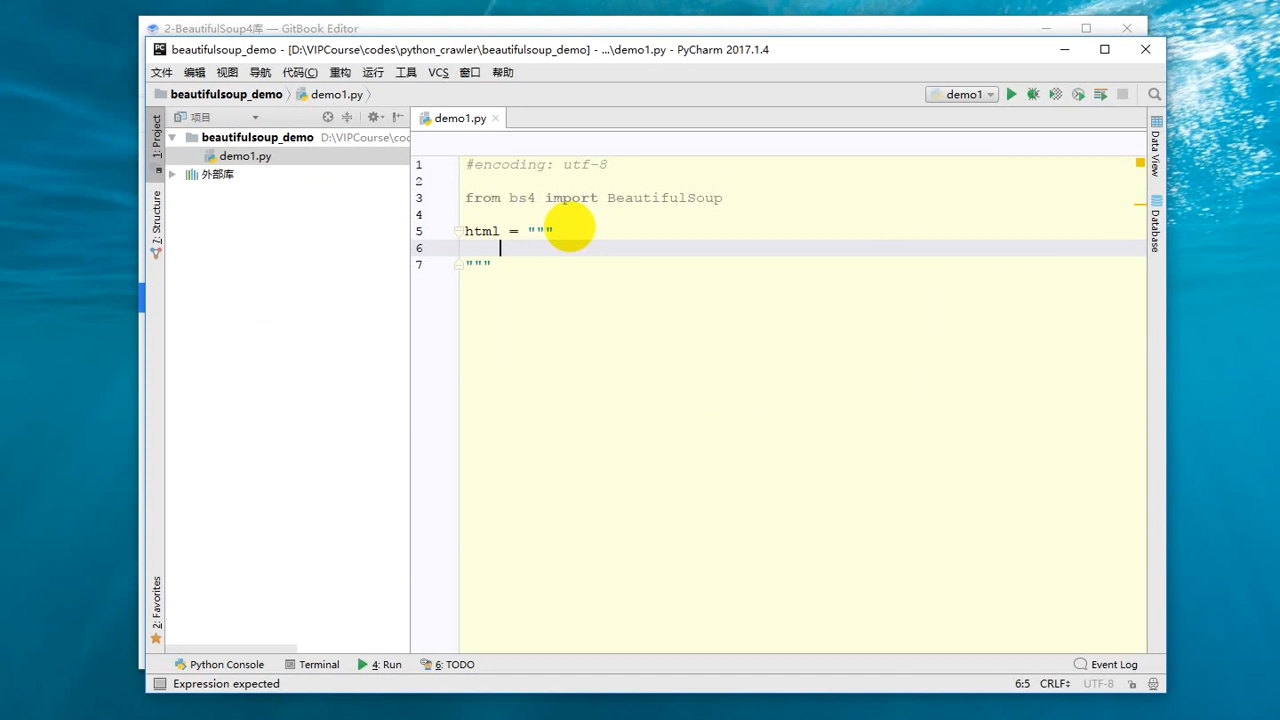 2-BeautifulSoup4库 — GitBook Editor
beautifulsoup_demo - [D:\VIPCourse\codes\python_crawler\beautifulsoup_demo] - ...\demo1.py - PyCharm 2017.1.4
文件 编辑 视图 导航 代码(C) 重构 运行 工具 VCS 窗口 帮助
beautifulsoup_demo demo1.py demo1
1: Project
7: Structure
2: Favorites
项目
beautifulsoup_demo D:\VIPCourse\coc
demo1.py
外部库
demo1.py
1 #encoding: utf-8
2
3 from bs4 import BeautifulSoup
4
5 html = """
6
7 """
Data View
Database
Python Console Terminal 4: Run 6: TODO Event Log
Expression expected 6:5 CRLF UTF-8